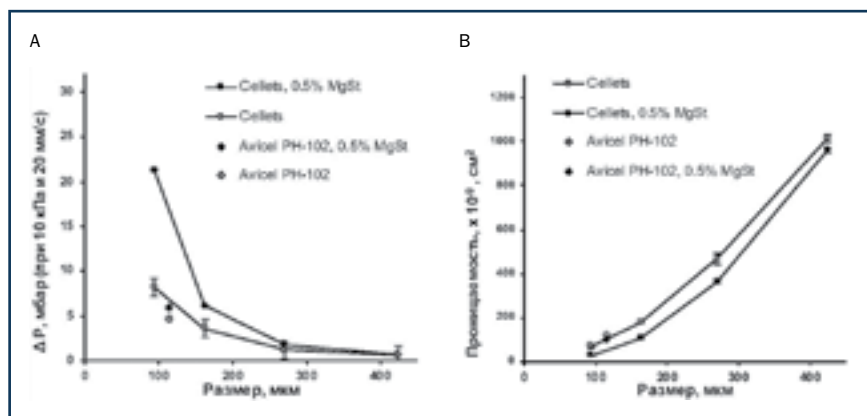 A
Δ P, мбар (при 10 кПа и 20 мм/с)
30
25
20
15
10
5
0
0 100 200 300 400
Размер, мкм
Cellets, 0.5% MgSt
Cellets
Avicel PH-102, 0.5% MgSt
Avicel PH-102
B
Проницаемость, x 10⁻⁹, см²
1200
1000
800
600
400
200
0
0 100 200 300 400
Размер, мкм
Cellets
Cellets, 0.5% MgSt
Avicel PH-102
Avicel PH-102, 0.5% MgSt